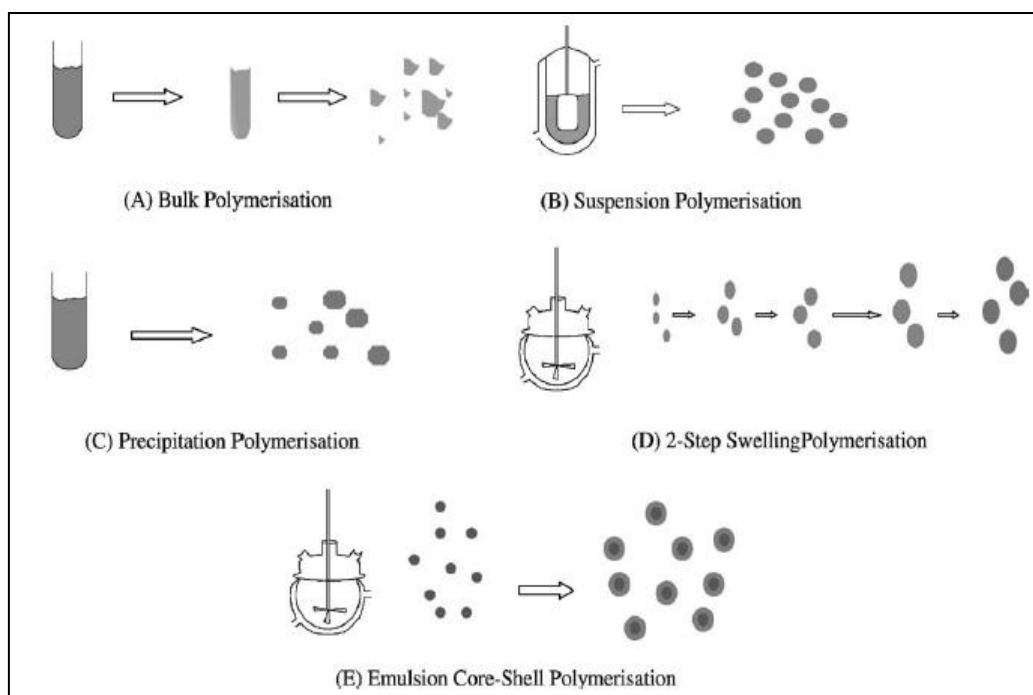 (A) Bulk Polymerisation
(B) Suspension Polymerisation
(C) Precipitation Polymerisation
(D) 2-Step SwellingPolymerisation
(E) Emulsion Core-Shell Polymerisation